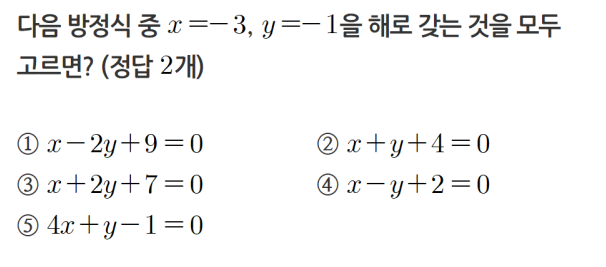 다음 방정식 중 x=-3, y=-1을 해로 갖는 것을 모두
고르면? (정답 2개)
① x-2y+9=0 ② x+y+4=0
③ x+2y+7=0 ④ x-y+2=0
⑤ 4x+y-1=0